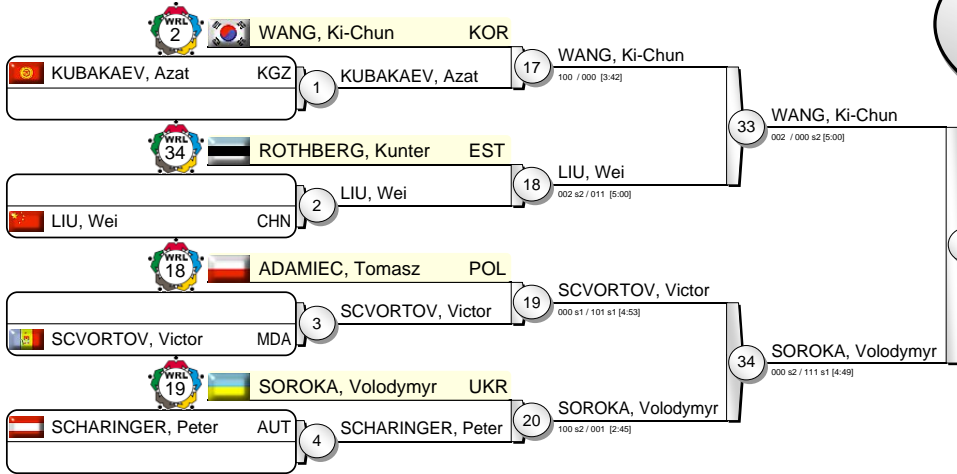 WRL
2
WANG, Ki-Chun KOR
KUBAKAEV, Azat KGZ
1
KUBAKAEV, Azat
17
WANG, Ki-Chun
100 / 000 [3:42]
33
WANG, Ki-Chun
002 / 000 s2 [5:00]
WRL
34
ROTHBERG, Kunter EST
LIU, Wei CHN
2
LIU, Wei
18
LIU, Wei
002 s2 / 011 [5:00]
WRL
18
ADAMIEC, Tomasz POL
SCVORTOV, Victor MDA
3
SCVORTOV, Victor
19
SCVORTOV, Victor
000 s1 / 101 s1 [4:53]
34
SOROKA, Volodymyr
000 s2 / 111 s1 [4:49]
WRL
19
SOROKA, Volodymyr UKR
SCHARINGER, Peter AUT
4
SCHARINGER, Peter
20
SOROKA, Volodymyr
100 s2 / 001 [2:45]